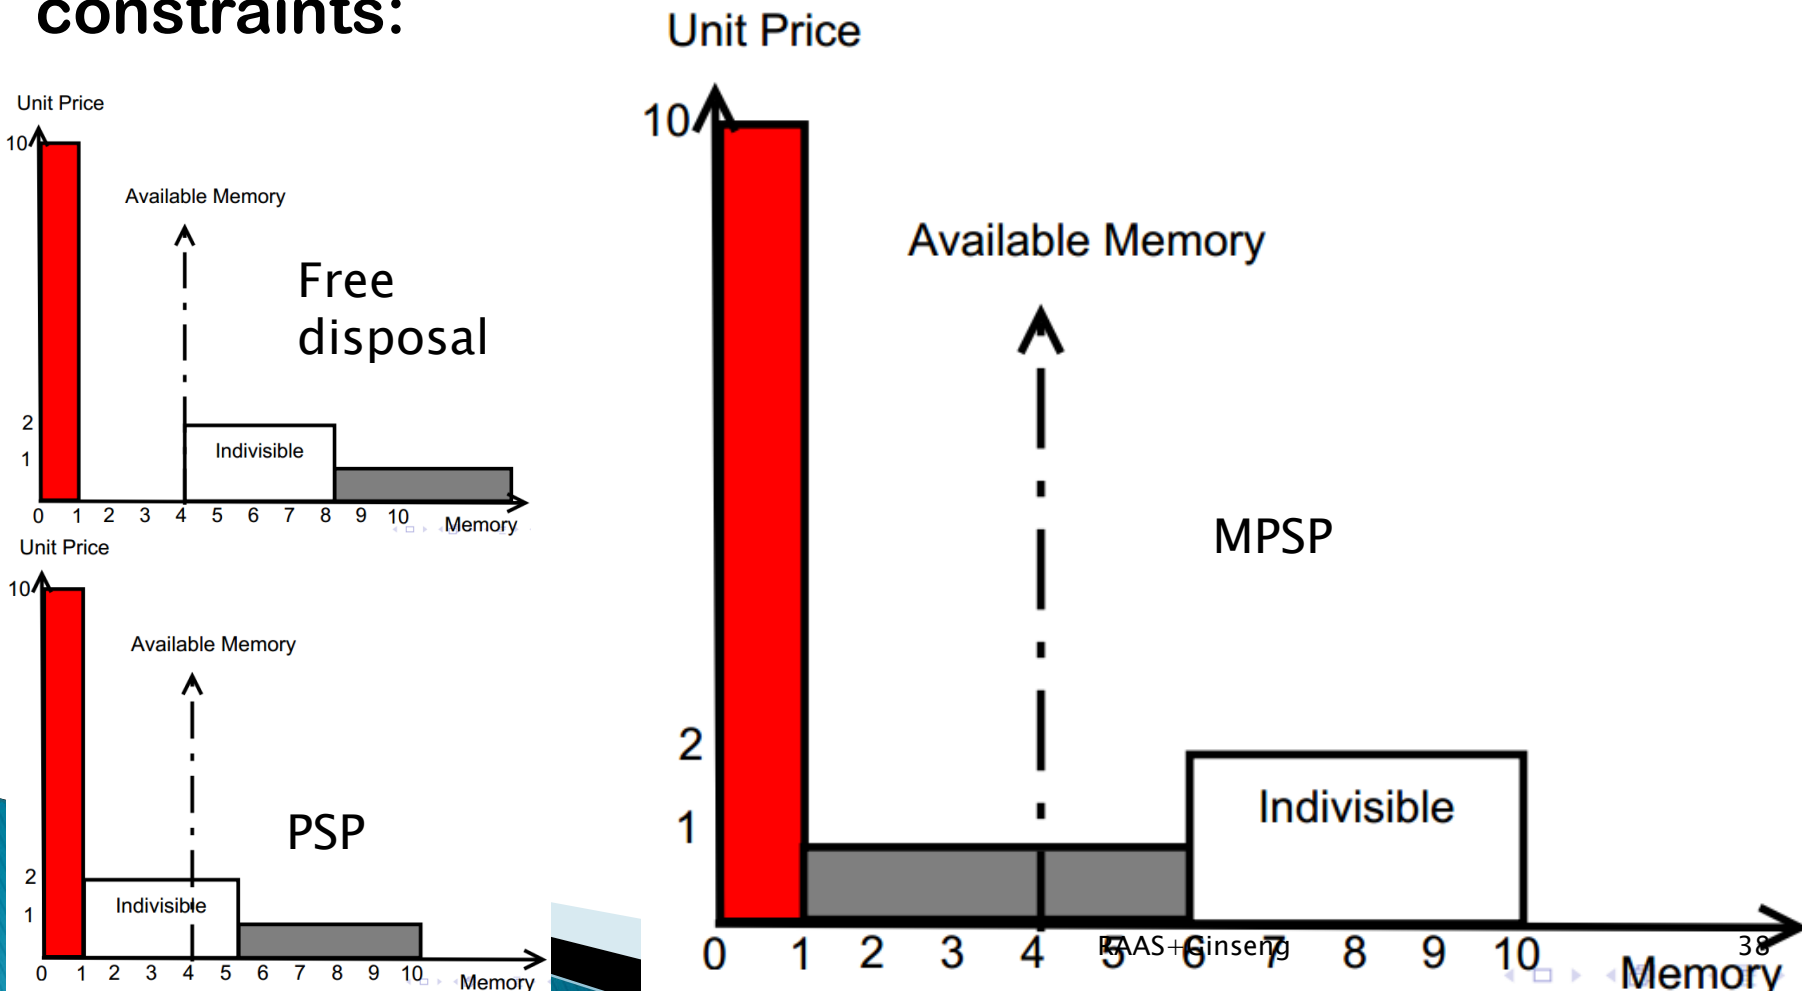 constraints:
Unit Price
10
Available Memory
Free
disposal
2
Indivisible
1
0 1 2 3 4 5 6 7 8 9 10
Memory
Unit Price
10
Available Memory
PSP
2
Indivisible
1
0 1 2 3 4 5 6 7 8 9 10
Memory
Unit Price
10
Available Memory
MPSP
2
Indivisible
1
0 1 2 3 4 5 6 7 8 9 10
RAAS+Ginseng
38
Memory